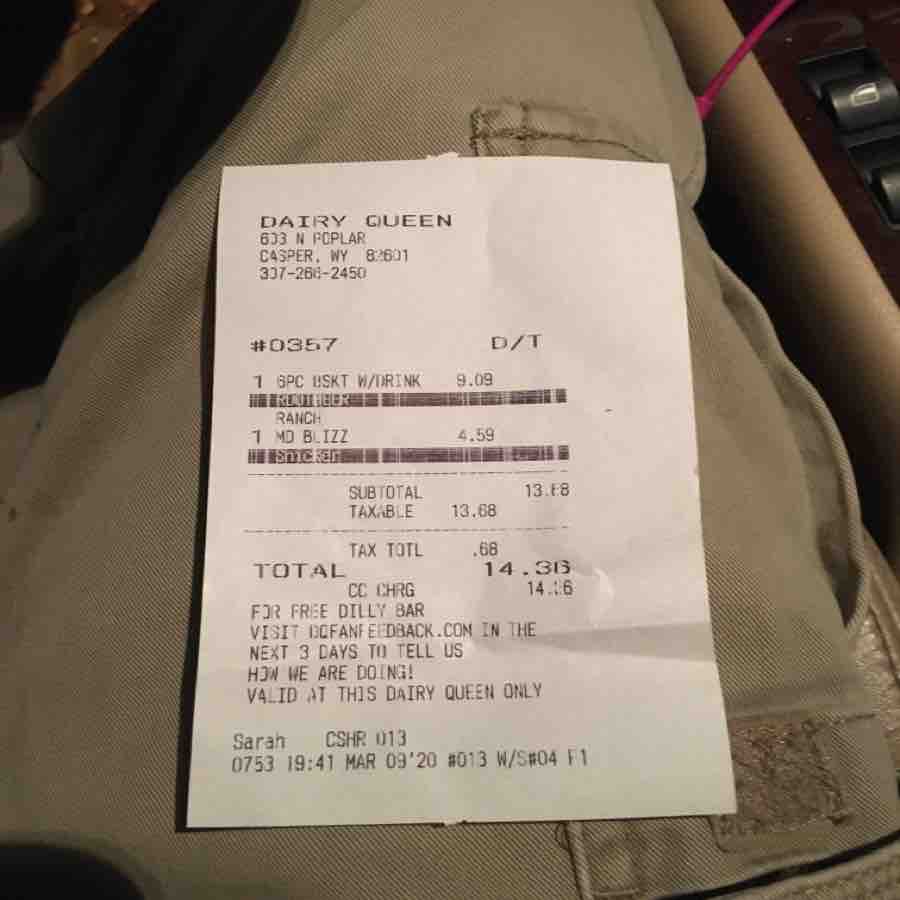 DAIRY QUEEN
603 N POPLAR
CASPER, WY 82601
307-266-2450
#0357 D/T
1 6PC BSKT W/DRINK 9.09
ROOTBEER
RANCH
1 MD BLIZZ 4.59
Snicker
SUBTOTAL 13.68
TAXABLE 13.68
TAX TOTL .68
TOTAL 14.36
CC CHRG 14.36
FOR FREE DILLY BAR
VISIT DQFANFEEDBACK.COM IN THE
NEXT 3 DAYS TO TELL US
HOW WE ARE DOING!
VALID AT THIS DAIRY QUEEN ONLY
Sarah CSHR 013
0753 19:41 MAR 09'20 #013 W/S#04 F1